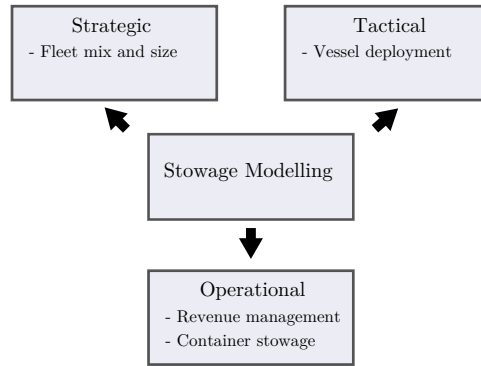 Strategic
- Fleet mix and size
Tactical
- Vessel deployment
Stowage Modelling
Operational
- Revenue management
- Container stowage